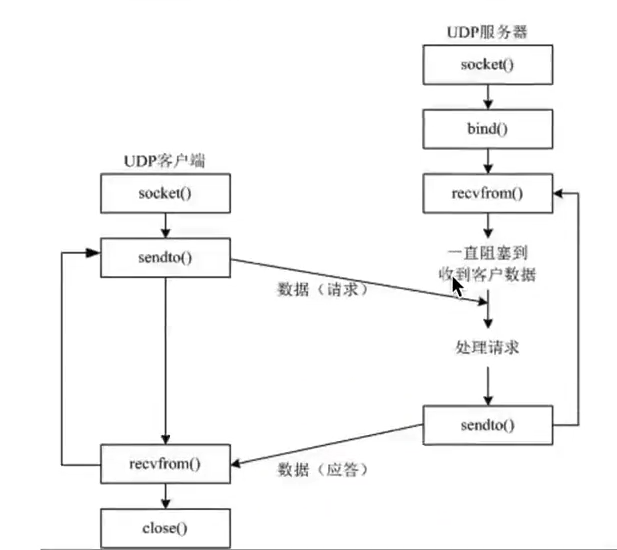 UDP服务器
socket()
bind()
UDP客户端
socket()
recvfrom()
sendto()
一直阻塞到
收到客户数据
数据（请求）
处理请求
sendto()
recvfrom()
数据（应答）
close()